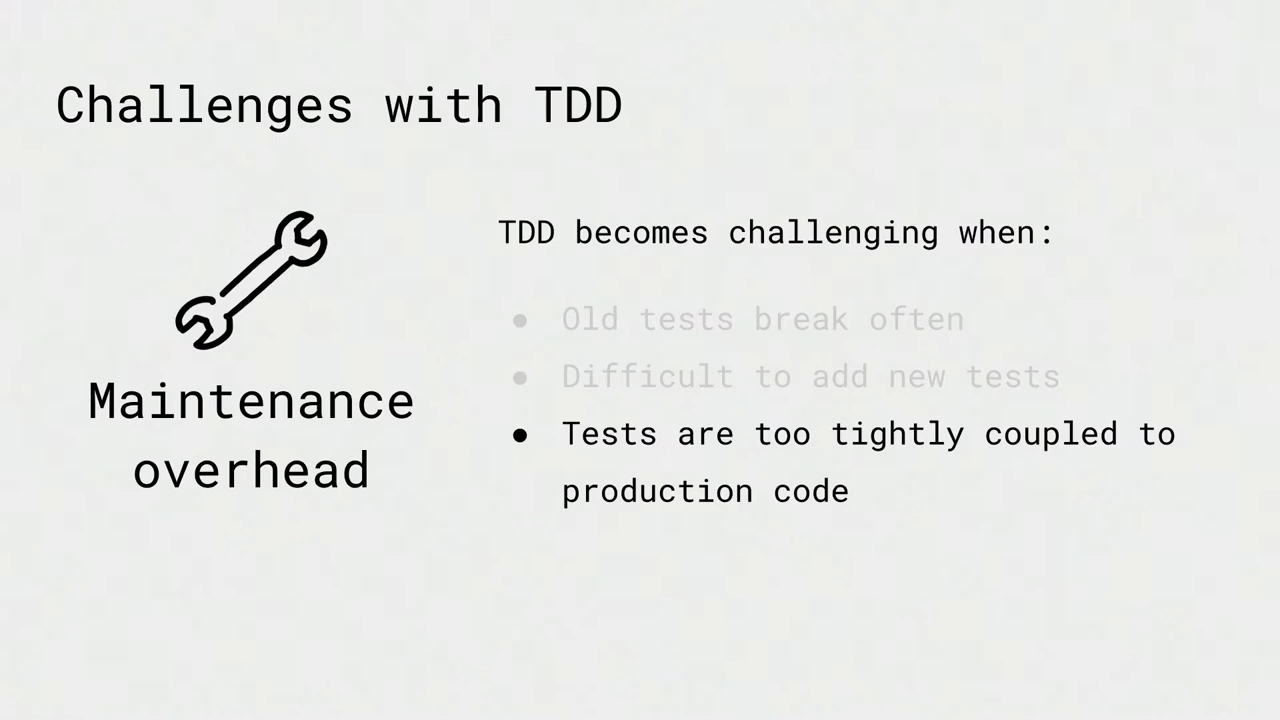 Challenges with TDD
Maintenance
overhead
TDD becomes challenging when:
● Old tests break often
● Difficult to add new tests
● Tests are too tightly coupled to
production code